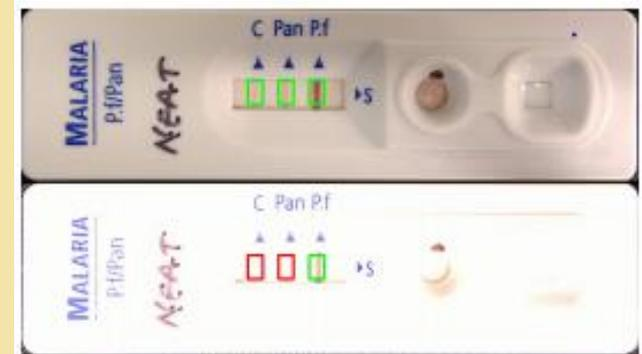 C Pan P.f
MALARIA
P.f/Pan
NEAT
S
C Pan P.f
MALARIA
P.f/Pan
NEAT
S